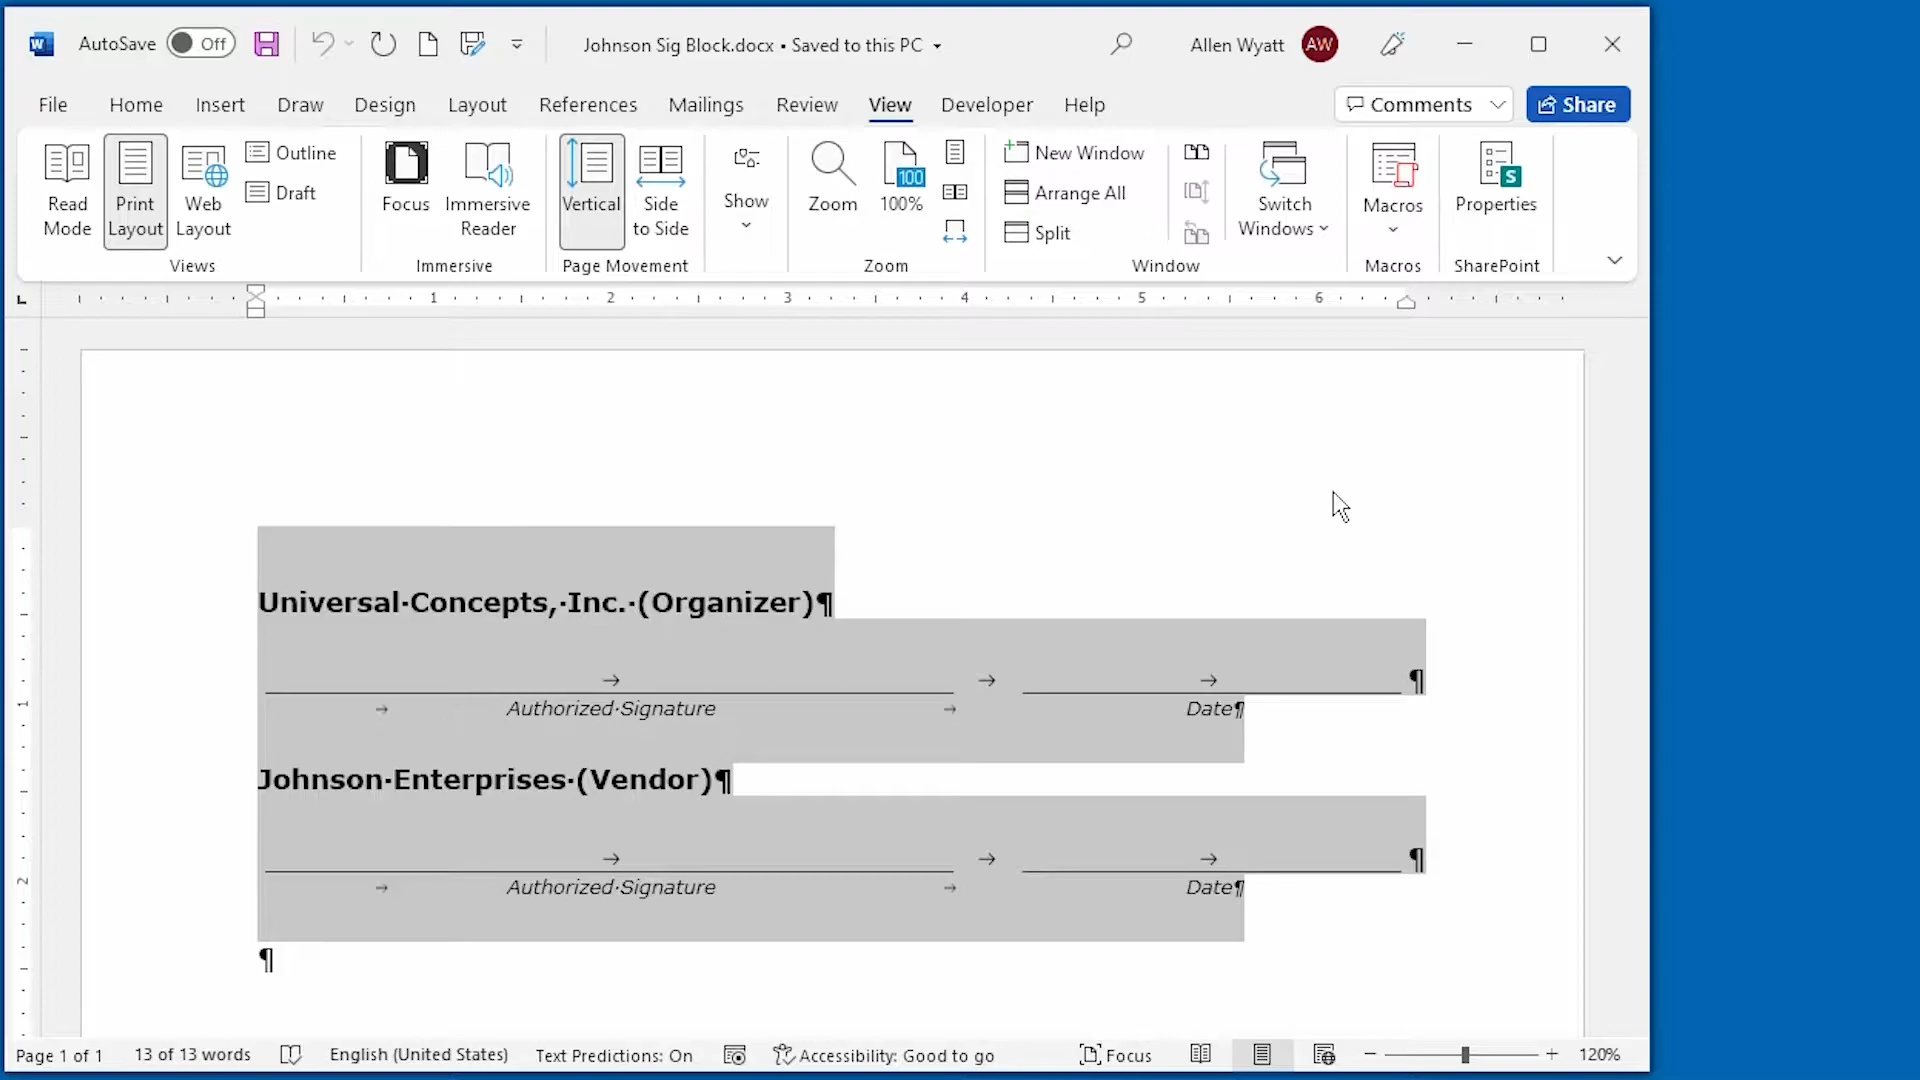 AutoSave Off Johnson Sig Block.docx • Saved to this PC Allen Wyatt AW
File Home Insert Draw Design Layout References Mailings Review View Developer Help Comments Share
Read Mode
Print Layout
Web Layout
Outline
Draft
Views
Focus
Immersive Reader
Immersive
Vertical
Side to Side
Page Movement
Show
Zoom
100
100%
Zoom
New Window
Arrange All
Split
Switch Windows
Window
Macros
Macros
S
Properties
SharePoint
1 2 3 4 5 6
Universal·Concepts,·Inc.·(Organizer)¶
→ → → ¶
→ Authorized·Signature → Date¶
1
Johnson·Enterprises·(Vendor)¶
→ → → ¶
2
→ Authorized·Signature → Date¶
¶
Page 1 of 1 13 of 13 words English (United States) Text Predictions: On Accessibility: Good to go Focus 120%